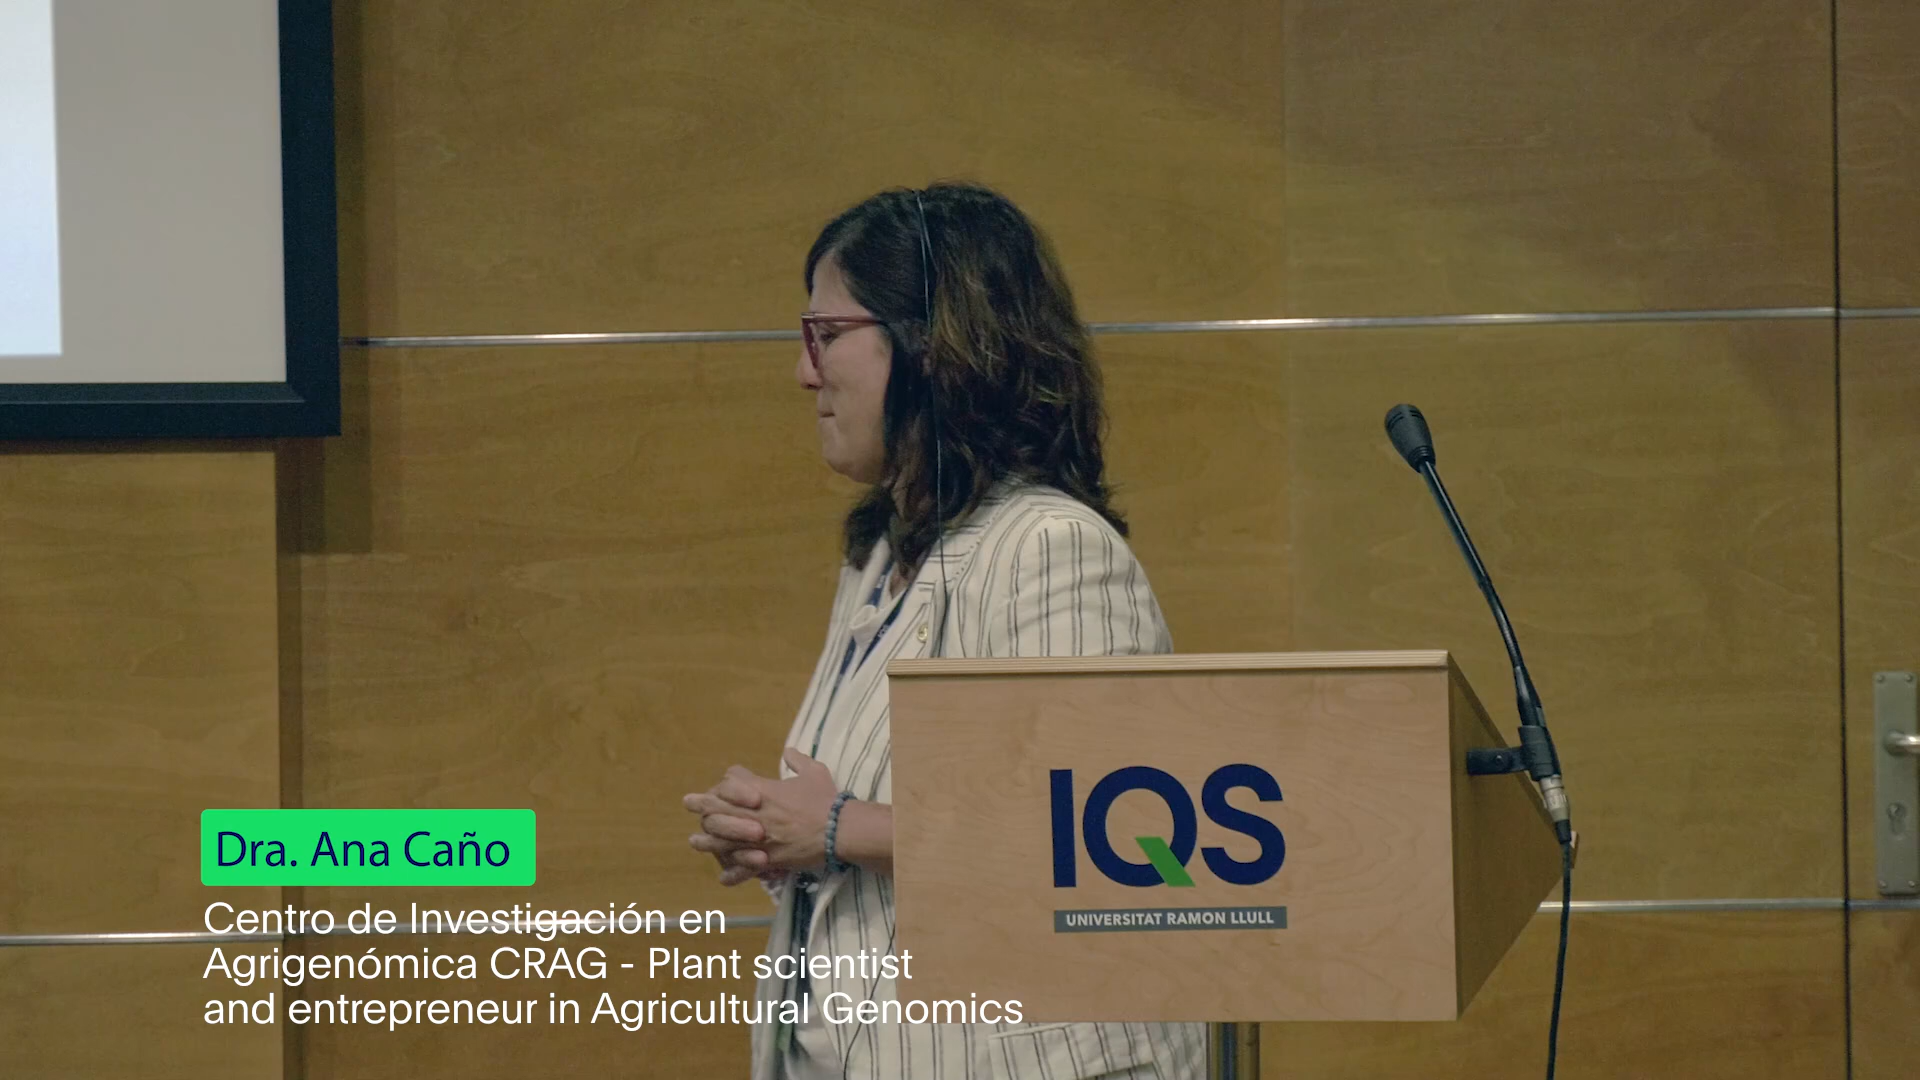 IQS
UNIVERSITAT RAMON LLULL
Dra. Ana Caño
Centro de Investigación en
Agrigenómica CRAG - Plant scientist
and entrepreneur in Agricultural Genomics